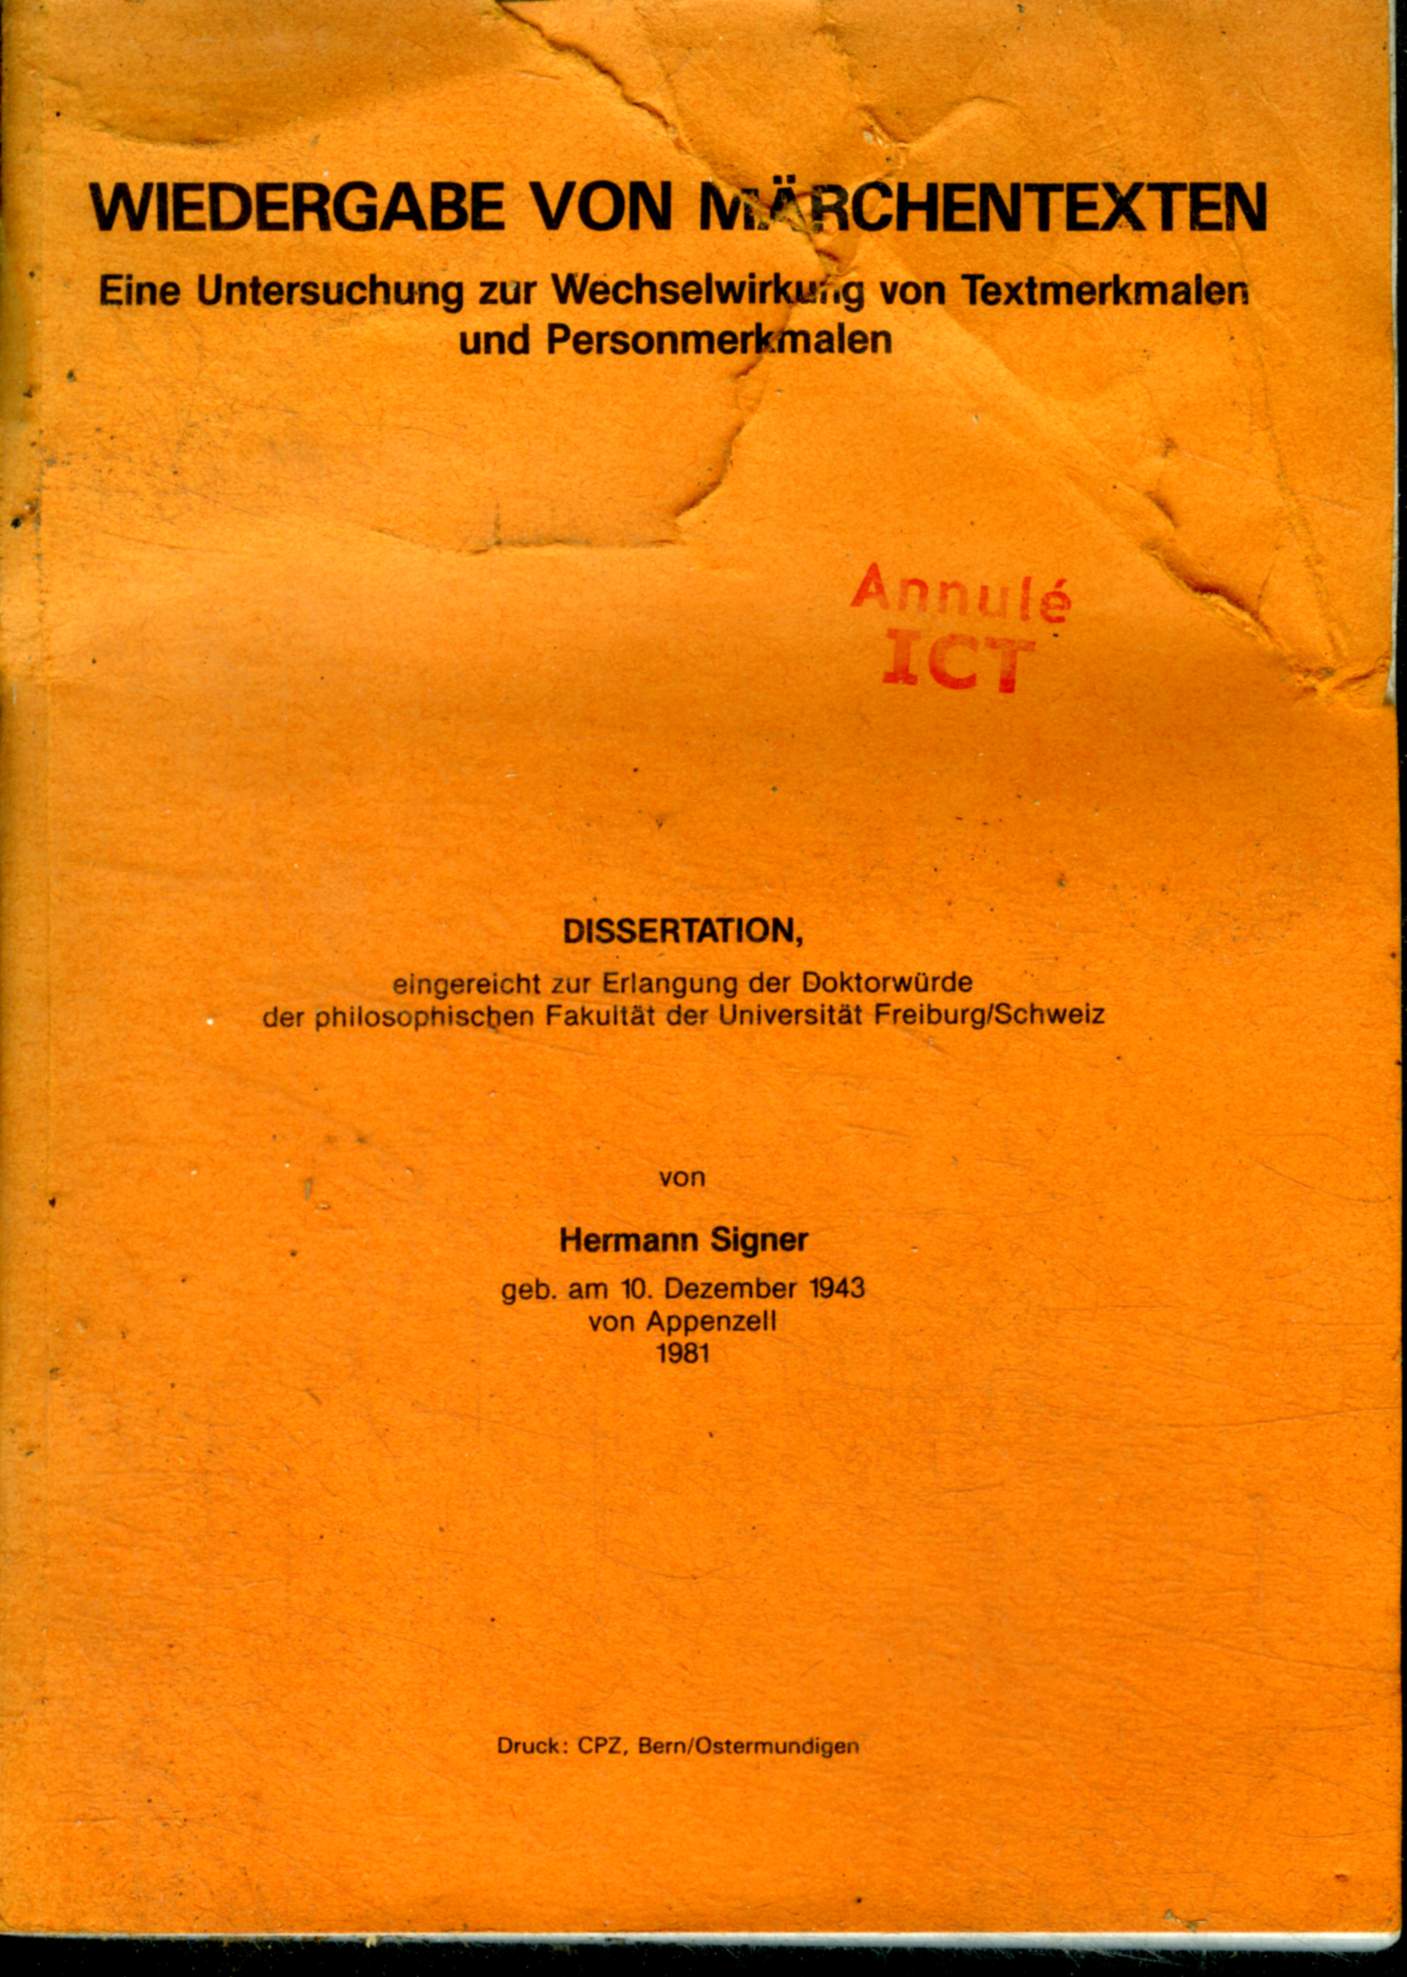 WIEDERGABE VON MÄRCHENTEXTEN
Eine Untersuchung zur Wechselwirkung von Textmerkmalen
und Personmerkmalen
Annulé
ICT
DISSERTATION,
eingereicht zur Erlangung der Doktorwürde
der philosophischen Fakultät der Universität Freiburg/Schweiz
von
Hermann Signer
geb. am 10. Dezember 1943
von Appenzell
1981
Druck: CPZ, Bern/Ostermundigen